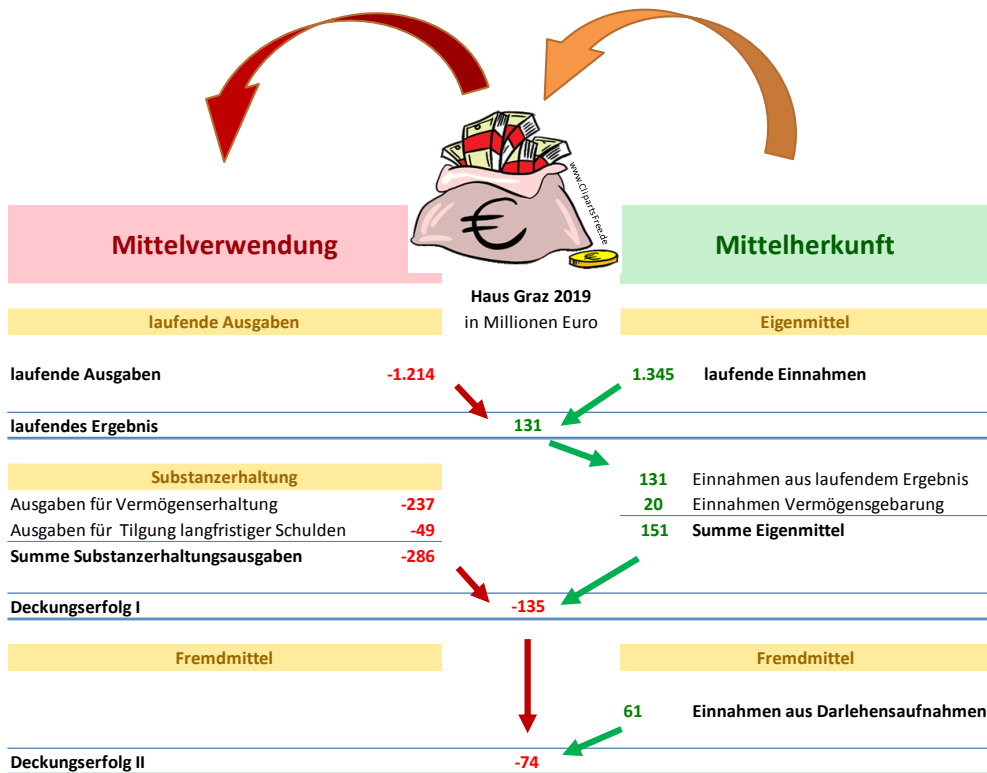 www.ClipartsFree.de
€
€
Mittelverwendung
Mittelherkunft
Haus Graz 2019
in Millionen Euro
laufende Ausgaben
Eigenmittel
laufende Ausgaben -1.214 1.345 laufende Einnahmen
laufendes Ergebnis 131
Substanzerhaltung 131 Einnahmen aus laufendem Ergebnis
Ausgaben für Vermögenserhaltung -237 20 Einnahmen Vermögensgebarung
Ausgaben für Tilgung langfristiger Schulden -49 151 Summe Eigenmittel
Summe Substanzerhaltungsausgaben -286
Deckungserfolg I -135
Fremdmittel Fremdmittel
61 Einnahmen aus Darlehensaufnahmen
Deckungserfolg II -74